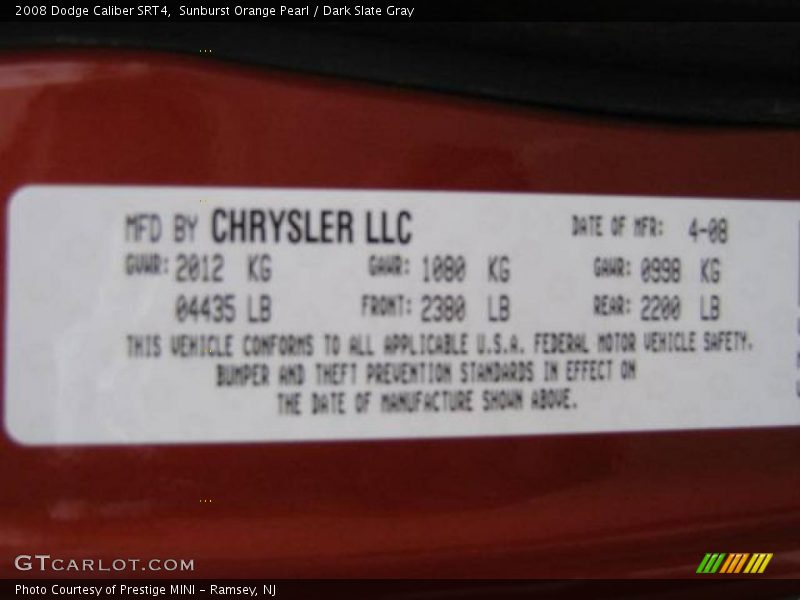 2008 Dodge Caliber SRT4,  Sunburst Orange Pearl / Dark Slate Gray
MFD BY CHRYSLER LLC DATE OF MFR: 4-08
GVWR: 2012 KG GAWR: 1080 KG GAWR: 0998 KG
04435 LB FRONT: 2380 LB REAR: 2200 LB
THIS VEHICLE CONFORMS TO ALL APPLICABLE U.S.A. FEDERAL MOTOR VEHICLE SAFETY.
BUMPER AND THEFT PREVENTION STANDARDS IN EFFECT ON
THE DATE OF MANUFACTURE SHOWN ABOVE.
GTCARLOT.COM
Photo Courtesy of Prestige MINI - Ramsey, NJ